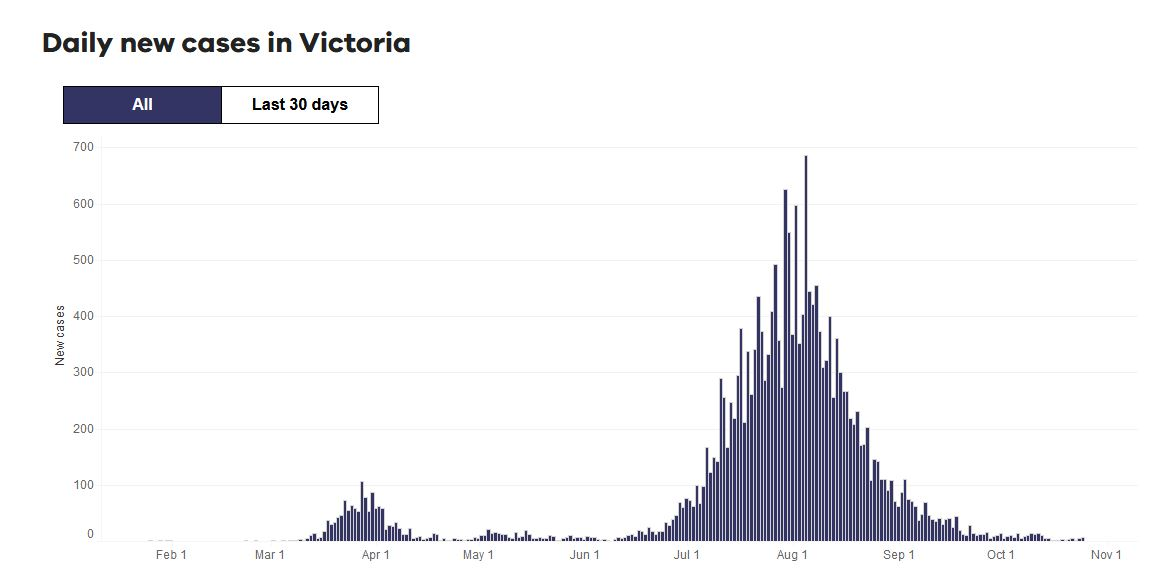 Daily new cases in Victoria
All
Last 30 days
700
600
500
400
300
200
100
0
New cases
Feb 1
Mar 1
Apr 1
May 1
Jun 1
Jul 1
Aug 1
Sep 1
Oct 1
Nov 1